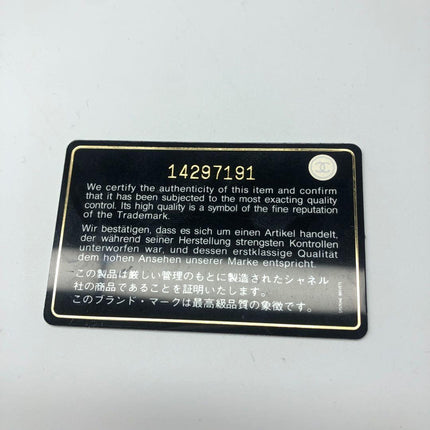 14297191
We certify the authenticity of this item and confirm
that it has been subjected to the most exacting quality
control. Its high quality is a symbol of the fine reputation
of the Trademark.
Wir bestätigen, dass es sich um einen Artikel handelt,
der während seiner Herstellung strengsten Kontrollen
unterworfen war, und dessen erstklassige Qualität
dem hohen Ansehen unserer Marke entspricht.
この製品は厳しい管理のもとに製造されたシャネル
社の商品であることを証明いたします。
このブランド・マークは最高級品質の象徴です。